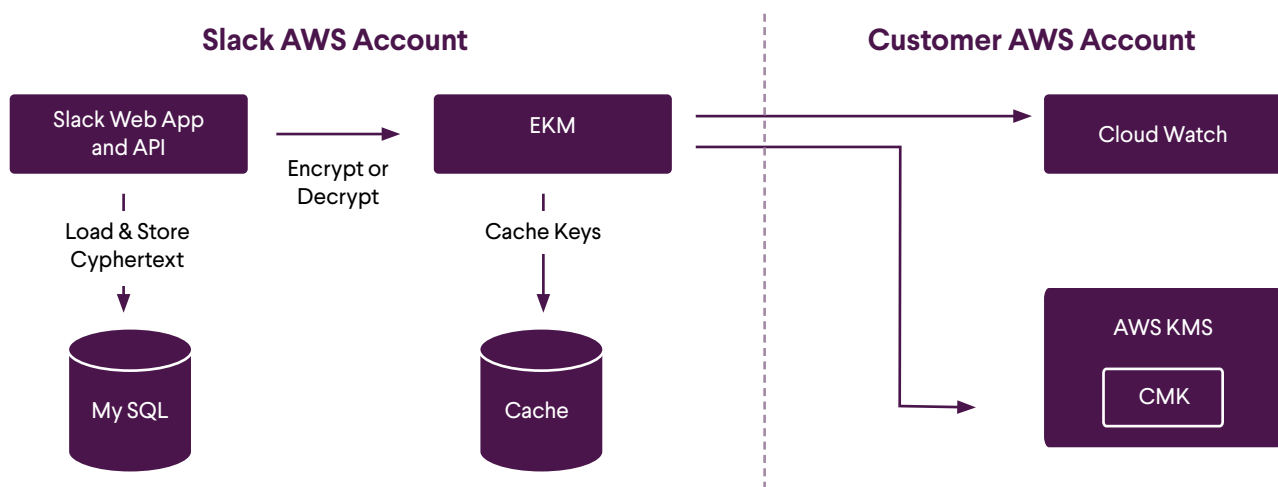 Slack AWS Account
Customer AWS Account
Slack Web App
and API
Encrypt or
Decrypt
EKM
Cloud Watch
Load & Store
Cyphertext
Cache Keys
My SQL
Cache
AWS KMS
CMK